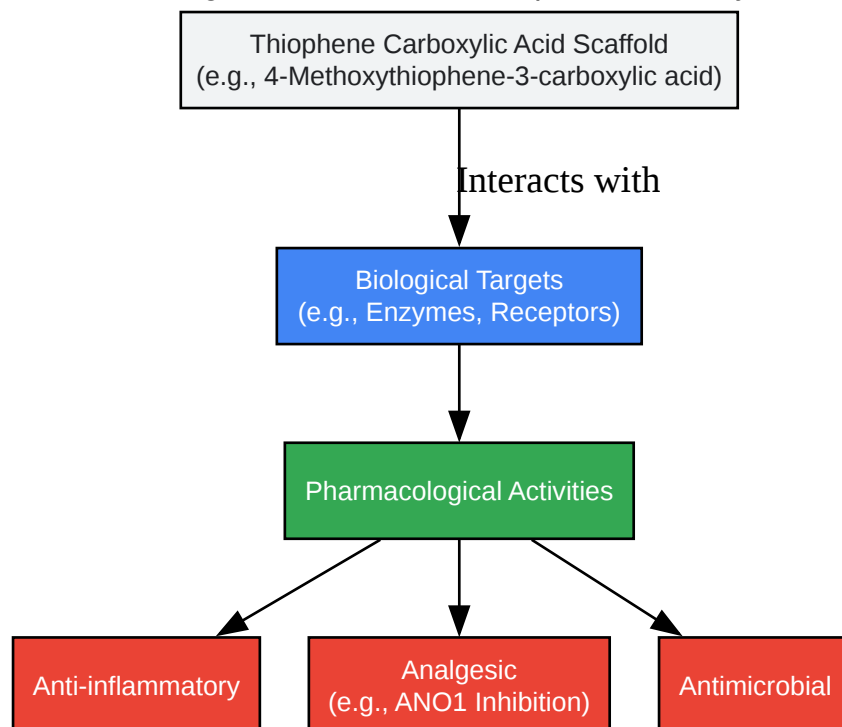 Thiophene Carboxylic Acid Scaffold
(e.g., 4-Methoxythiophene-3-carboxylic acid)
Interacts with
Biological Targets
(e.g., Enzymes, Receptors)
Pharmacological Activities
Anti-inflammatory
Analgesic
(e.g., ANO1 Inhibition)
Antimicrobial